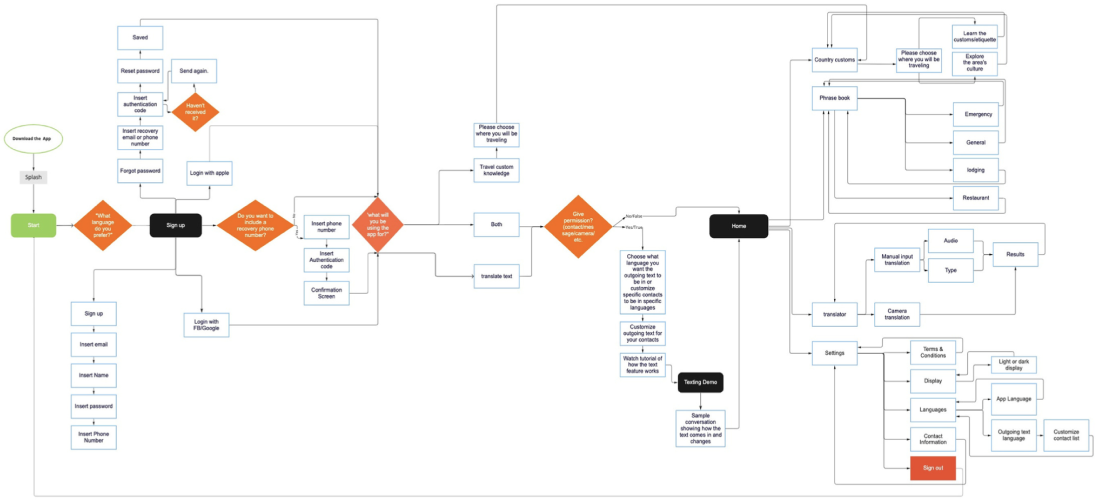 Download the App
Splash
Start
"What
language do
you prefer?"
Saved
Reset password
Send again.
Insert
authentication
code
Haven't
received
it?
Insert recovery
email or phone
number
Forgot password
Login with apple
Sign up
Sign up
Insert email
Insert Name
Insert password
Insert Phone
Number
Login with
FB/Google
Do you want to
include a
recovery phone
number?
Insert phone
number
Insert
Authentication
code
Confirmation
Screen
"what will
you be
using the
app for?"
Please choose
where you will be
traveling
Travel custom
knowledge
Both
translate text
Give
permission?
(contact/mes
sage/camera/
etc.
No/False
Yes/True
Choose what
language you
want the
outgoing text to
be in or
customize
specific contacts
to be in specific
languages
Customize
outgoing text for
your contacts
Watch tutorial of
how the text
feature works
Texting Demo
Sample
conversation
showing how the
text comes in and
changes
Home
Country customs
Please choose
where you will be
traveling
Learn the
customs/etiquette
Explore
the area's
culture
Phrase book
Emergency
General
lodging
Restaurant
translator
Manual input
translation
Audio
Type
Results
Camera
translation
Settings
Terms &
Conditions
Display
Light or dark
display
Languages
App Language
Outgoing text
language
Customize
contact list
Contact
Information
Sign out